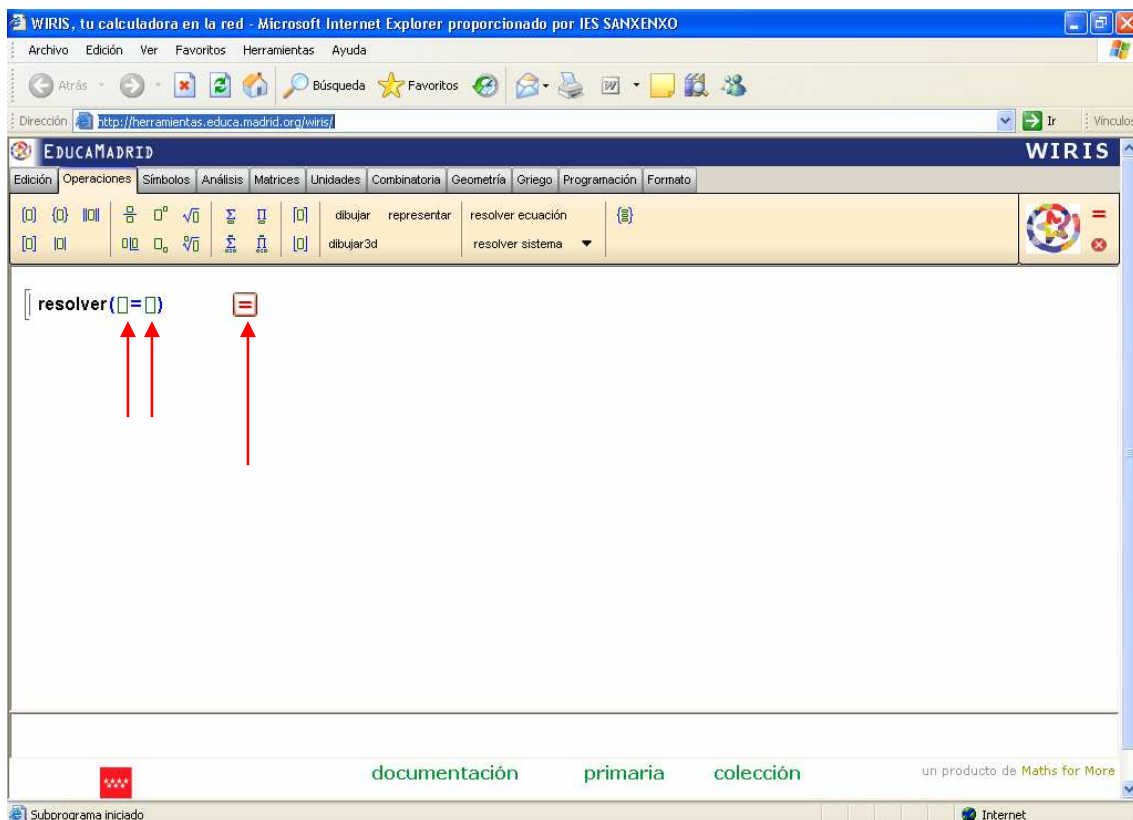 WIRIS, tu calculadora en la red - Microsoft Internet Explorer proporcionado por IES SANXENXO
Archivo Edición Ver Favoritos Herramientas Ayuda
Atrás Búsqueda Favoritos
Dirección http://herramientas.educa.madrid.org/wiris/ Ir Vínculos
EDUCAMADRID WIRIS
Edición Operaciones Símbolos Análisis Matrices Unidades Combinatoria Geometría Griego Programación Formato
dibujar representar resolver ecuación
dibujar3d resolver sistema
resolver(▯=▯) =
documentación primaria colección un producto de Maths for More
Subprograma iniciado Internet